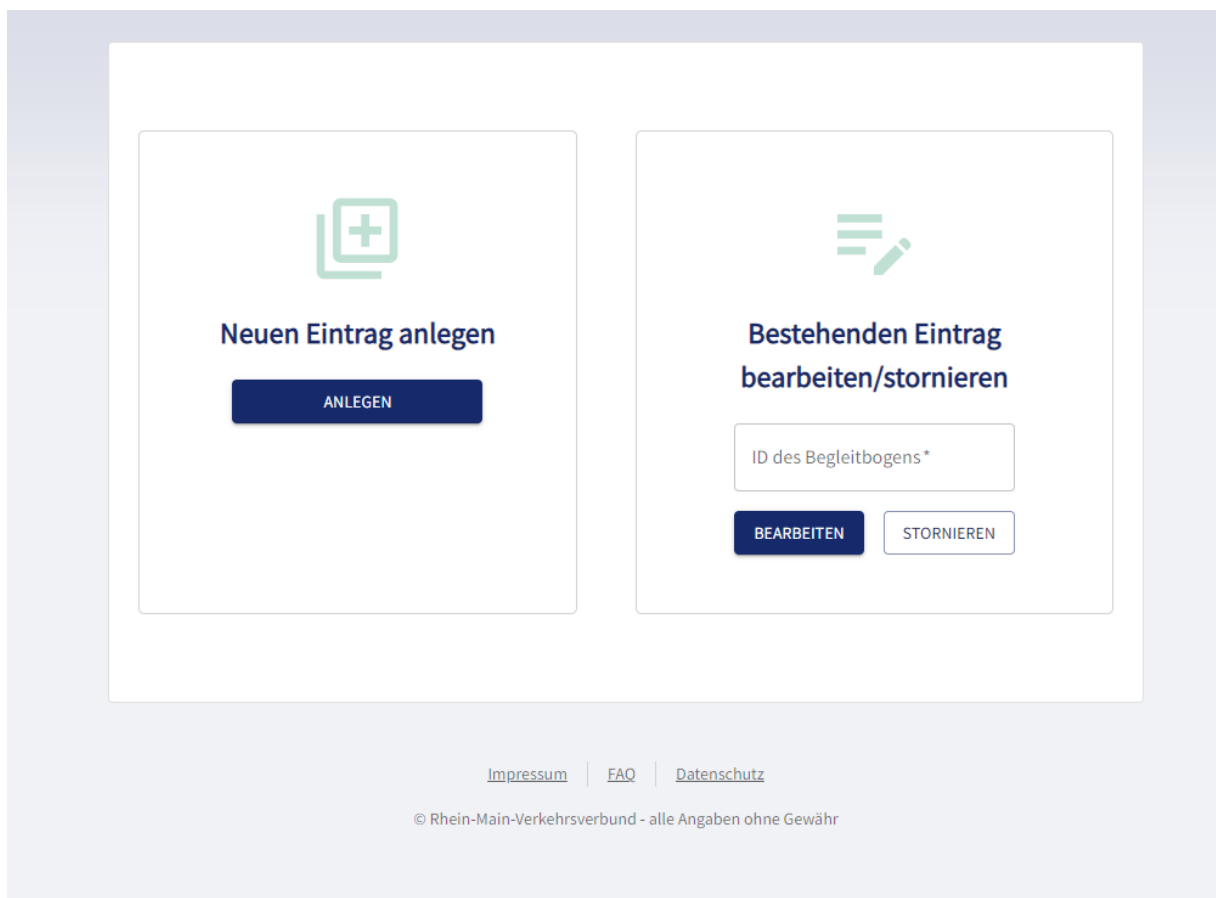 Neuen Eintrag anlegen
ANLEGEN
Bestehenden Eintrag
bearbeiten/stornieren
ID des Begleitbogens*
BEARBEITEN STORNIEREN
Impressum FAQ Datenschutz
© Rhein-Main-Verkehrsverbund - alle Angaben ohne Gewähr